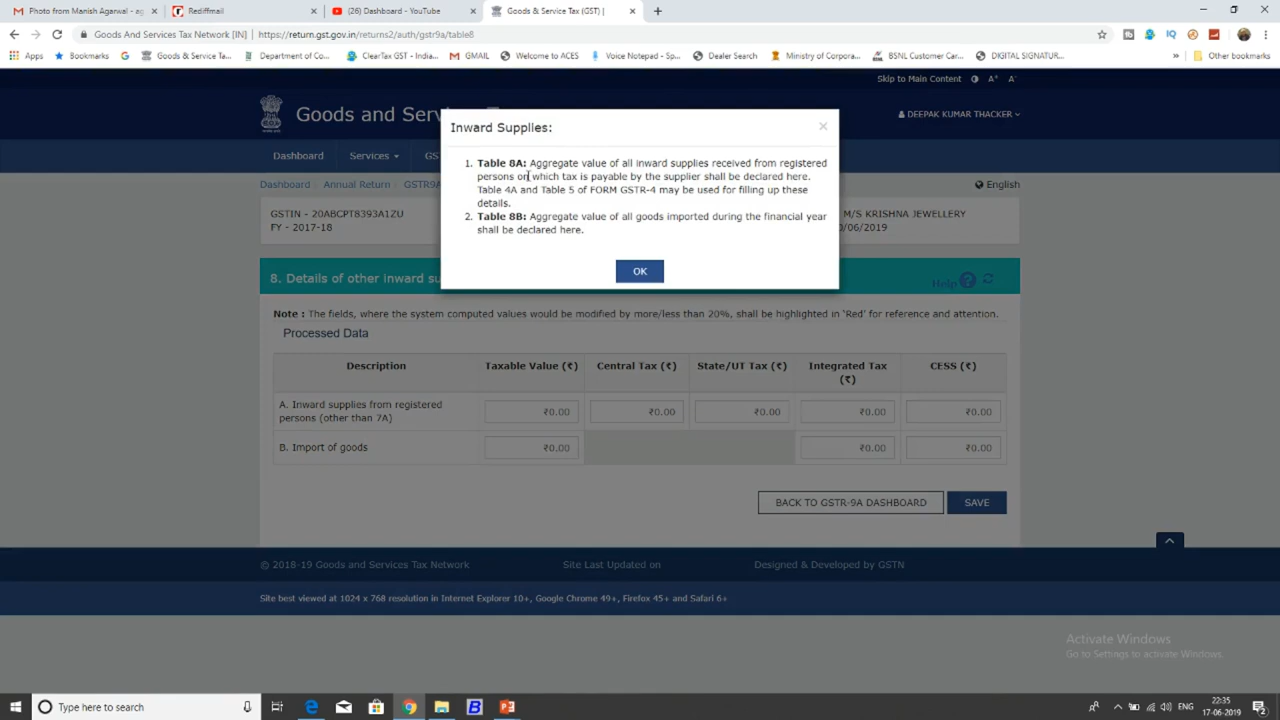 Photo from Manish Agarwal - ag
Rediffmail
(26) Dashboard - YouTube
Goods & Service Tax (GST) |
Goods And Services Tax Network [IN] | https://return.gst.gov.in/returns2/auth/gstr9a/table8
Apps Bookmarks Goods & Service Ta... Department of Co... ClearTax GST - India... GMAIL Welcome to ACES Voice Notepad - Sp... Dealer Search Ministry of Corpora... BSNL Customer Car... DIGITAL SIGNATUR... » Other bookmarks
Skip to Main Content A+ A-
Goods and Serv
DEEPAK KUMAR THACKER
Dashboard Services GS
Dashboard Annual Return GSTR9A
English
GSTIN - 20ABCPT8393A1ZU
M/S KRISHNA JEWELLERY
FY - 2017-18
/06/2019
Inward Supplies:
1. Table 8A: Aggregate value of all inward supplies received from registered
persons on which tax is payable by the supplier shall be declared here.
Table 4A and Table 5 of FORM GSTR-4 may be used for filling up these
details.
2. Table 8B: Aggregate value of all goods imported during the financial year
shall be declared here.
OK
8. Details of other inward su
Help ?
Note : The fields, where the system computed values would be modified by more/less than 20%, shall be highlighted in 'Red' for reference and attention.
Processed Data
Description Taxable Value (₹) Central Tax (₹) State/UT Tax (₹) Integrated Tax (₹) CESS (₹)
A. Inward supplies from registered persons (other than 7A) ₹0.00 ₹0.00 ₹0.00 ₹0.00 ₹0.00
B. Import of goods ₹0.00 ₹0.00 ₹0.00
BACK TO GSTR-9A DASHBOARD SAVE
© 2018-19 Goods and Services Tax Network Site Last Updated on Designed & Developed by GSTN
Site best viewed at 1024 x 768 resolution in Internet Explorer 10+, Google Chrome 49+, Firefox 45+ and Safari 6+
Activate Windows
Go to Settings to activate Windows.
Type here to search
ENG
22:35
17-06-2019
2